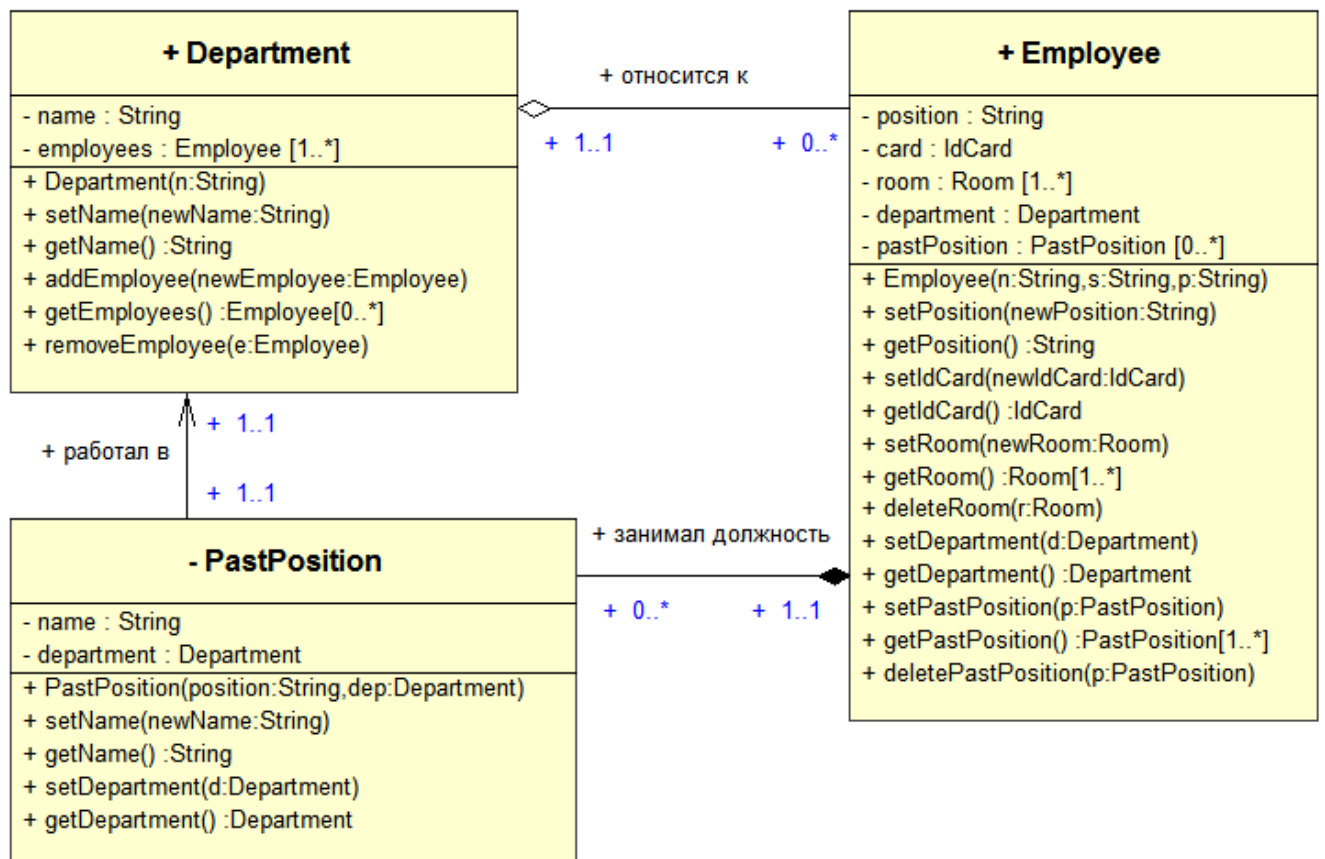 + Department
- name : String
- employees : Employee [1..*]
+ Department(n:String)
+ setName(newName:String)
+ getName() :String
+ addEmployee(newEmployee:Employee)
+ getEmployees() :Employee[0..*]
+ removeEmployee(e:Employee)
+ относится к
+ 1..1
+ 0..*
+ Employee
- position : String
- card : IdCard
- room : Room [1..*]
- department : Department
- pastPosition : PastPosition [0..*]
+ Employee(n:String,s:String,p:String)
+ setPosition(newPosition:String)
+ getPosition() :String
+ setIdCard(newIdCard:IdCard)
+ getIdCard() :IdCard
+ setRoom(newRoom:Room)
+ getRoom() :Room[1..*]
+ deleteRoom(r:Room)
+ setDepartment(d:Department)
+ getDepartment() :Department
+ setPastPosition(p:PastPosition)
+ getPastPosition() :PastPosition[1..*]
+ deletePastPosition(p:PastPosition)
+ 1..1
+ работал в
+ 1..1
- PastPosition
- name : String
- department : Department
+ PastPosition(position:String,dep:Department)
+ setName(newName:String)
+ getName() :String
+ setDepartment(d:Department)
+ getDepartment() :Department
+ занимал должность
+ 0..*
+ 1..1